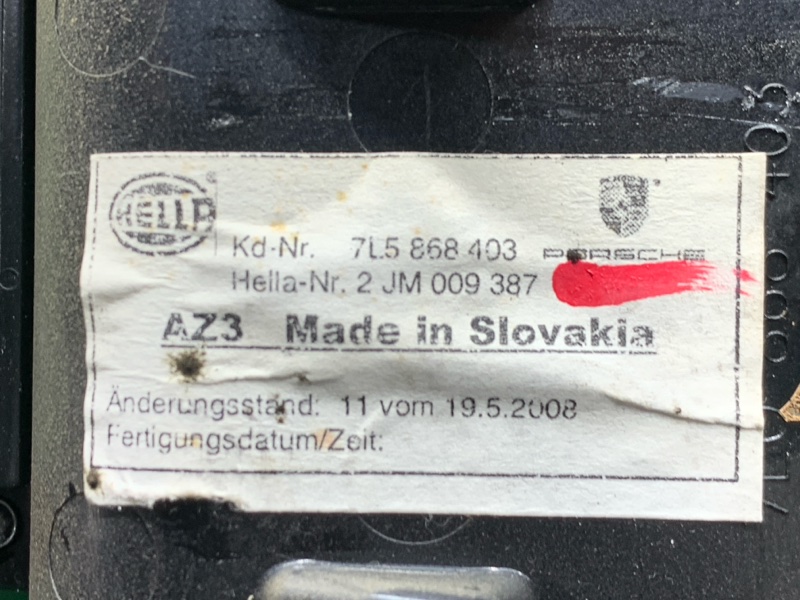 HELLA
Kd-Nr. 7L5 868 403 PORSCHE
Hella-Nr. 2 JM 009 387
AZ3 Made in Slovakia
Änderungsstand: 11 vom 19.5.2008
Fertigungsdatum/Zeit:
403